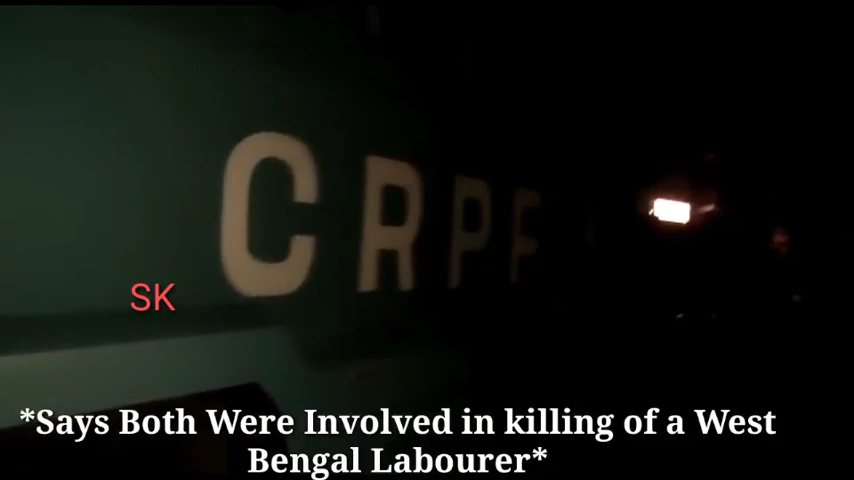 CRPF
SK
*Says Both Were Involved in killing of a West
Bengal Labourer*